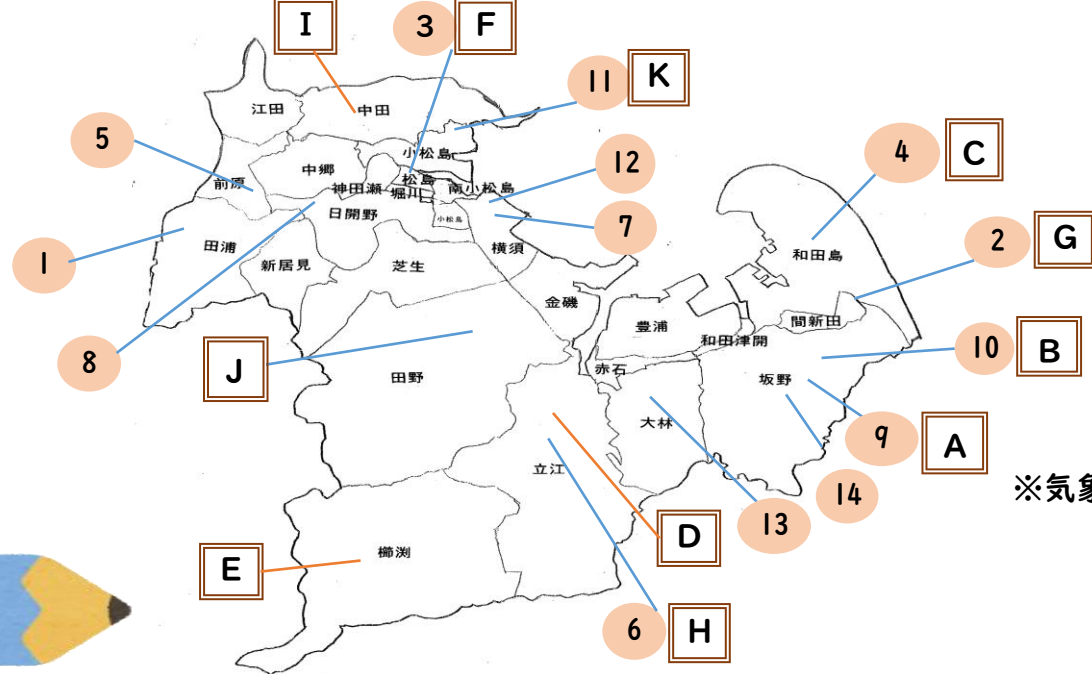 I
3 F
11 K
江田
中田
5
4 C
小松島
中郷
松島
12
前原
神田瀬
堀川
南小松島
日開野
小松島
7
2 G
1
田浦
横須
和田島
新居見
芝生
金磯
間新田
豊浦
和田津開
10 B
8
J
赤石
田野
坂野
大林
9 A
立江
14
※気象
13
D
櫛渕
E
6 H